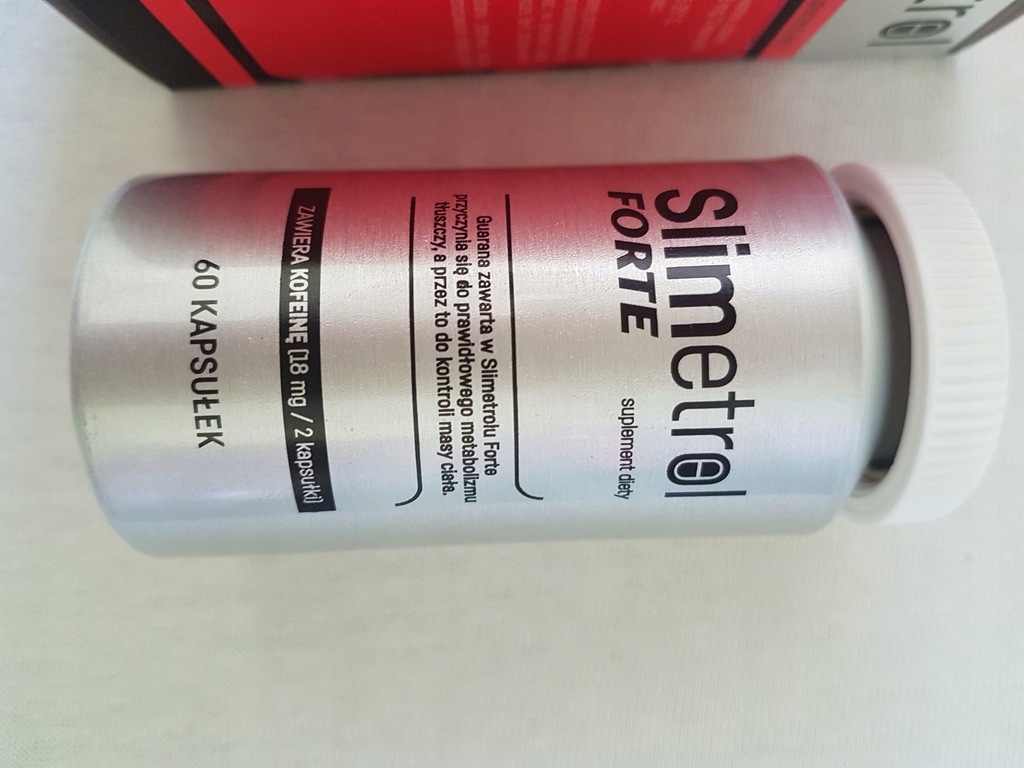 Slimetrol
FORTE
suplement diety
Guarana zawarta w Slimetrolu Forte
przyczynia się do prawidłowego metabolizmu
tłuszczy, a przez to do kontroli masy ciała.
ZAWIERA KOFEINĘ (18 mg / 2 kapsułki)
60 KAPSUŁEK